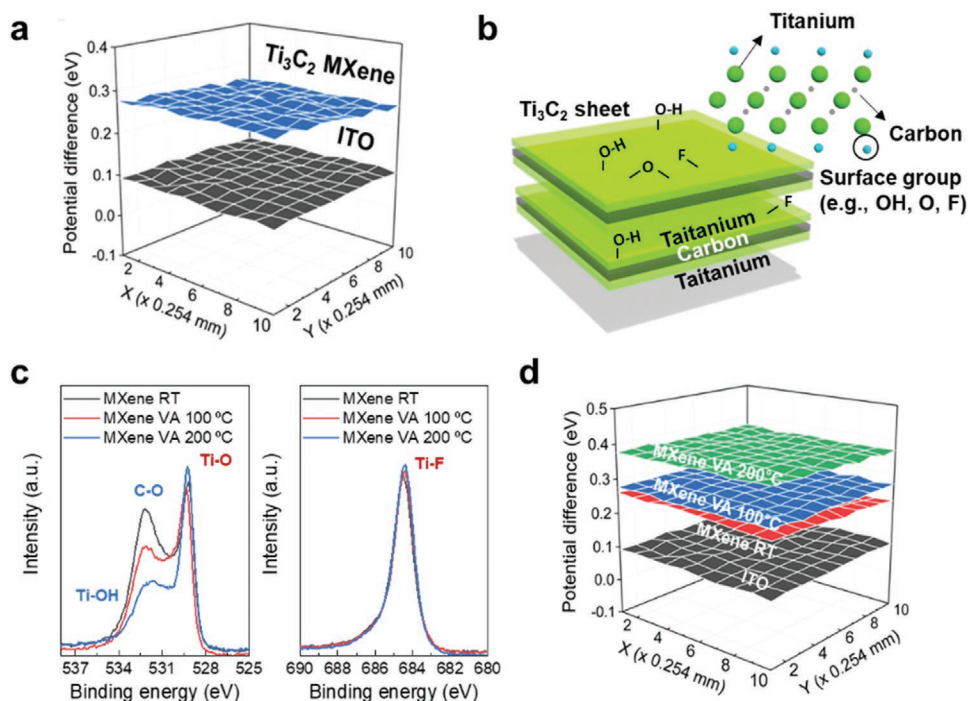 a
Potential difference (eV)
0.4
0.3
0.2
0.1
0.0
-0.1
Ti₃C₂ MXene
ITO
2
4
6
8
10
X (x 0.254 mm)
2
4
6
8
10
Y (x 0.254 mm)
b
Titanium
Carbon
Surface group
(e.g., OH, O, F)
Ti₃C₂ sheet
O-H
O-H
O
F
F
O-H
Taitanium
Carbon
Taitanium
c
MXene RT
MXene VA 100 ºC
MXene VA 200 ºC
Ti-O
C-O
Ti-OH
Intensity (a.u.)
537 534 531 528 525
Binding energy (eV)
MXene RT
MXene VA 100 ºC
MXene VA 200 ºC
Ti-F
Intensity (a.u.)
690 688 686 684 682 680
Binding energy (eV)
d
Potential difference (eV)
0.5
0.4
0.3
0.2
0.1
0.0
-0.1
MXene VA 200°C
MXene VA 100°C
MXene RT
ITO
2
4
6
8
10
X (x 0.254 mm)
2
4
6
8
10
Y (x 0.254 mm)